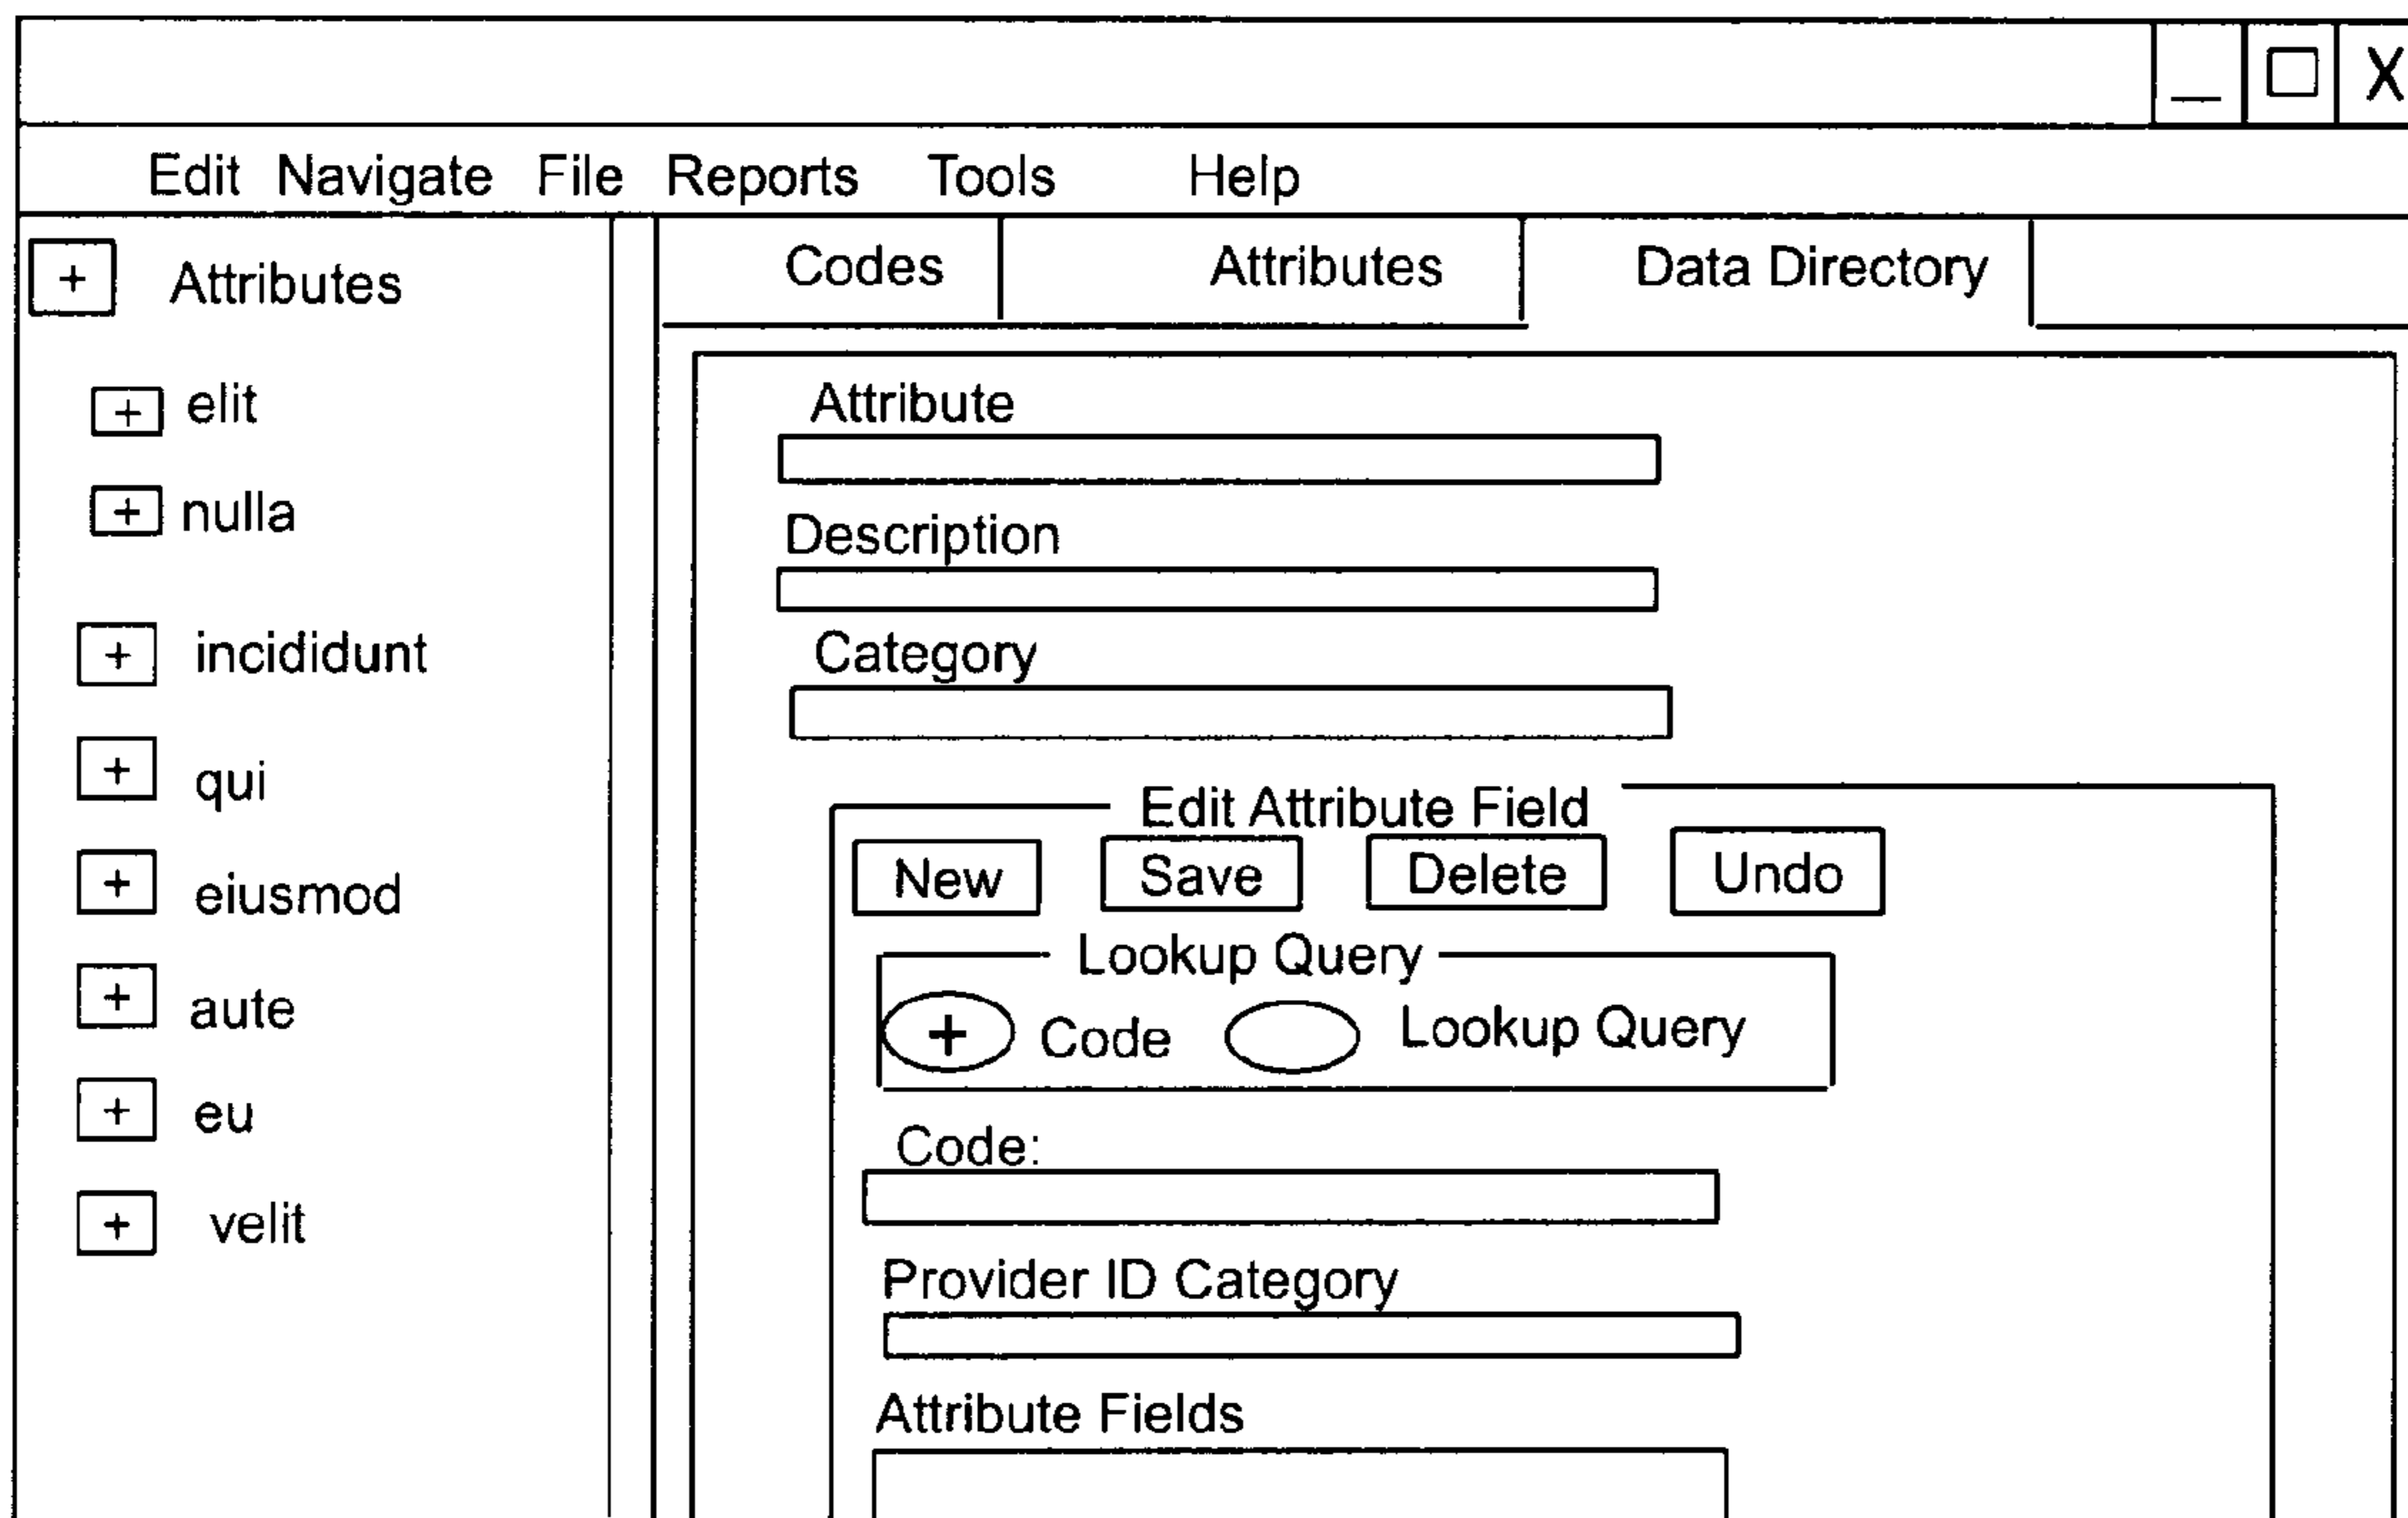 X
Edit Navigate File Reports Tools Help
+ Attributes
+ elit
+ nulla
+ incididunt
+ qui
+ eiusmod
+ aute
+ eu
+ velit
Codes Attributes Data Directory
Attribute
Description
Category
Edit Attribute Field
New Save Delete Undo
Lookup Query
+ Code Lookup Query
Code:
Provider ID Category
Attribute Fields